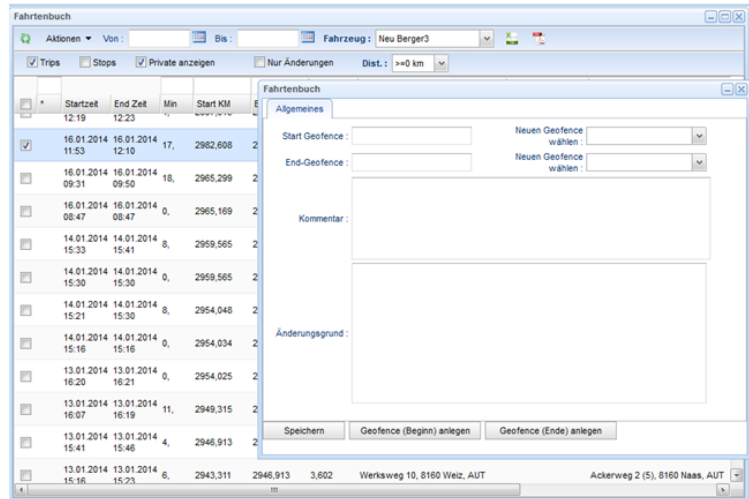 Fahrtenbuch
Aktionen Von : Bis : Fahrzeug : Neu Berger3
Trips Stops Private anzeigen Nur Änderungen Dist. : >=0 km
* Startzeit End Zeit Min Start KM
12:19 12:23
16.01.2014 16.01.2014 17, 2982,608 2
11:53 12:10
16.01.2014 16.01.2014 18, 2965,299 2
09:31 09:50
16.01.2014 16.01.2014 0, 2965,169 2
08:47 08:47
14.01.2014 14.01.2014 8, 2959,565 2
15:33 15:41
14.01.2014 14.01.2014 0, 2959,565 2
15:30 15:30
14.01.2014 14.01.2014 8, 2954,048 2
15:21 15:30
14.01.2014 14.01.2014 0, 2954,034 2
15:16 15:16
13.01.2014 13.01.2014 0, 2954,025 2
16:20 16:21
13.01.2014 13.01.2014 11, 2949,315 2
16:07 16:19
13.01.2014 13.01.2014 4, 2946,913 2
15:41 15:46
13.01.2014 13.01.2014 6, 2943,311 2946,913 3,602 Werksweg 10, 8160 Weiz, AUT Ackerweg 2 (5), 8160 Naas, AUT
15:16 15:23
Fahrtenbuch
Allgemeines
Start Geofence : Neuen Geofence
wählen :
End-Geofence : Neuen Geofence
wählen :
Kommentar :
Änderungsgrund :
Speichern Geofence (Beginn) anlegen Geofence (Ende) anlegen